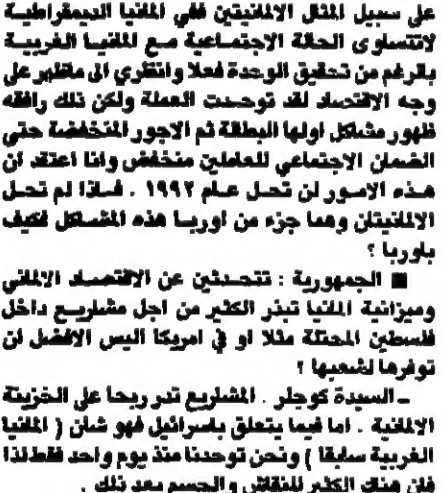 على سبيل المثال الالمانيتين ففي المانيا الديمقراطية
لاتتساوى الحالة الاجتماعية مع المانيا الغربية
بالرغم من تحقيق الوحدة فعلا وانظري الى ماظهر على
وجه الاقتصاد لقد توحدت العملة ولكن ذلك رافقه
ظهور مشاكل اولها البطالة ثم الاجور المنخفضة حتى
الضمان الاجتماعي للعاملين منخفض وانا اعتقد ان
هذه الامور لن تحل عام ١٩٩٢ . فاذا لم تحل
الالمانيتان وهما جزء من اوربا هذه المشاكل فكيف
باوربا ؟
■ الجمهورية : تتحدثين عن الاقتصاد الالماني
وميزانية المانيا تبذر الكثير من اجل مشاريع داخل
فلسطين المحتلة مثلا او في امريكا اليس الافضل ان
توفرها لشعبها ؟
ـ السيدة كوجلر . المشاريع تدر ربحا على الخزينة
الالمانية . اما فيما يتعلق باسرائيل فهو شان ( المانيا
الغربية سابقا ) ونحن توحدنا منذ يوم واحد فقط لذا
فان هناك الكثير للنقاش والحسم بعد ذلك .